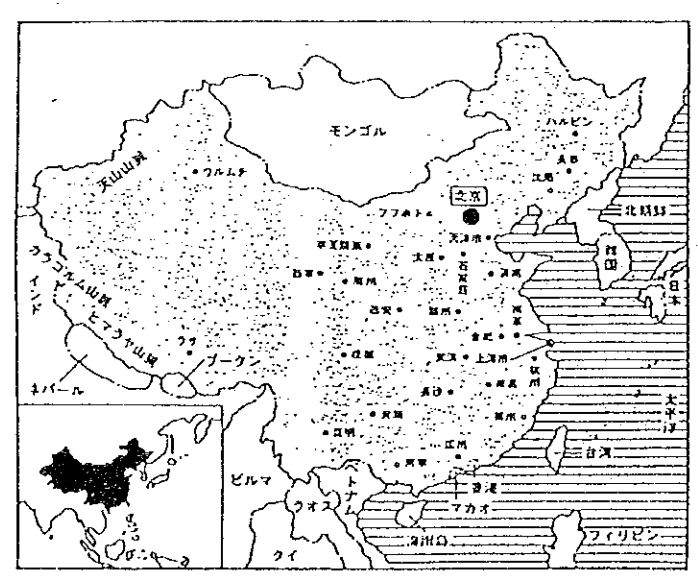 モンゴル
ハルビン
長春
沈陽
天山山脈
ウルムチ
北京
フフホト
北朝鮮
天津市
太原
石家荘
済南
韓国
日本
西寧
蘭州
カラコルム山脈
インド
ヒマラヤ山脈
西安
鄭州
南京
合肥
ラサ
ブータン
成都
武漢
上海市
杭州
ネパール
長沙
南昌
太平洋
貴陽
福州
昆明
広州
台湾
ビルマ
ベトナム
南寧
香港
マカオ
ラオス
海南島
フィリピン
タイ